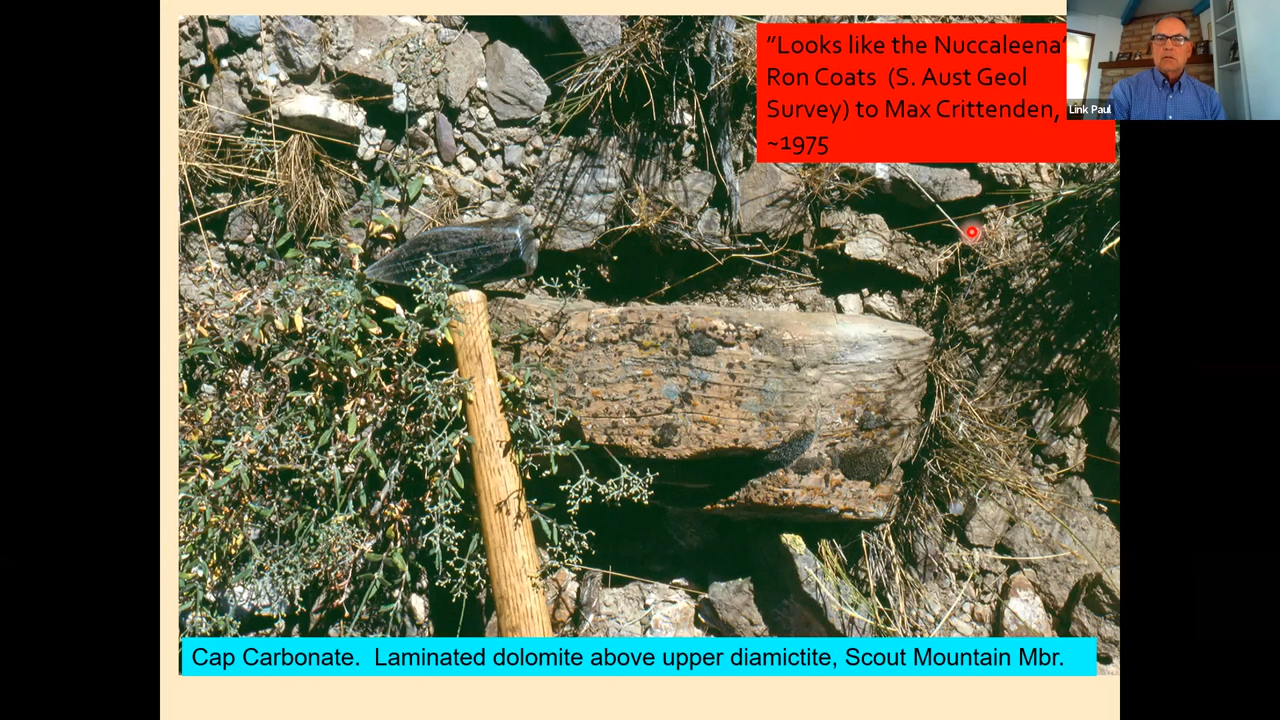 "Looks like the Nuccaleena'
Ron Coats (S. Aust Geol
Survey) to Max Crittenden,
~1975
Link Paul
Cap Carbonate. Laminated dolomite above upper diamictite, Scout Mountain Mbr.